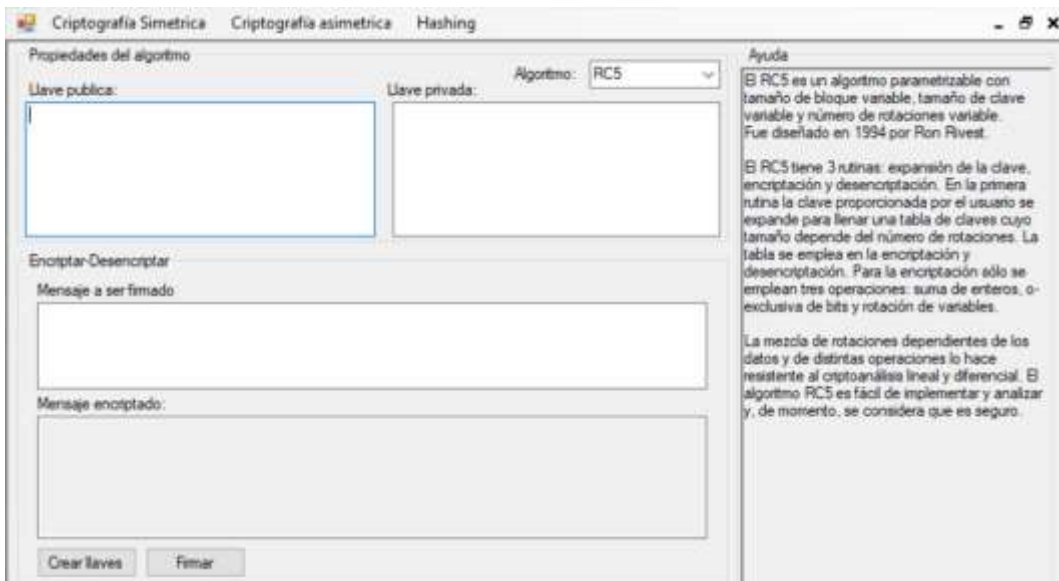 Criptografía Simetrica Criptografía asimetrica Hashing
Propiedades del algoritmo
Algoritmo: RC5
Llave publica:
Llave privada:
Encriptar-Desencriptar
Mensaje a ser firmado
Mensaje encriptado:
Crear llaves
Firmar
Ayuda
El RC5 es un algoritmo parametrizable con
tamaño de bloque variable, tamaño de clave
variable y número de rotaciones variable.
Fue diseñado en 1994 por Ron Rivest.
El RC5 tiene 3 rutinas: expansión de la clave,
encriptación y desencriptación. En la primera
rutina la clave proporcionada por el usuario se
expande para llenar una tabla de claves cuyo
tamaño depende del número de rotaciones. La
tabla se emplea en la encriptación y
desencriptación. Para la encriptación sólo se
emplean tres operaciones: suma de enteros, o-
exclusiva de bits y rotación de variables.
La mezcla de rotaciones dependientes de los
datos y de distintas operaciones lo hace
resistente al criptoanálisis lineal y diferencial. El
algoritmo RC5 es fácil de implementar y analizar
y, de momento, se considera que es seguro.